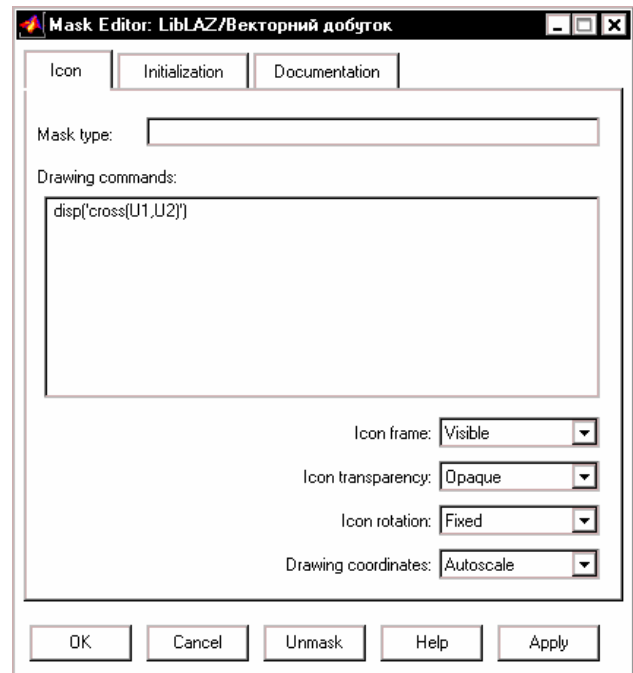 Mask Editor: LibLAZ/Векторний добуток
Icon Initialization Documentation
Mask type:
Drawing commands:
disp('cross(U1,U2)')
Icon frame: Visible
Icon transparency: Opaque
Icon rotation: Fixed
Drawing coordinates: Autoscale
OK Cancel Unmask Help Apply